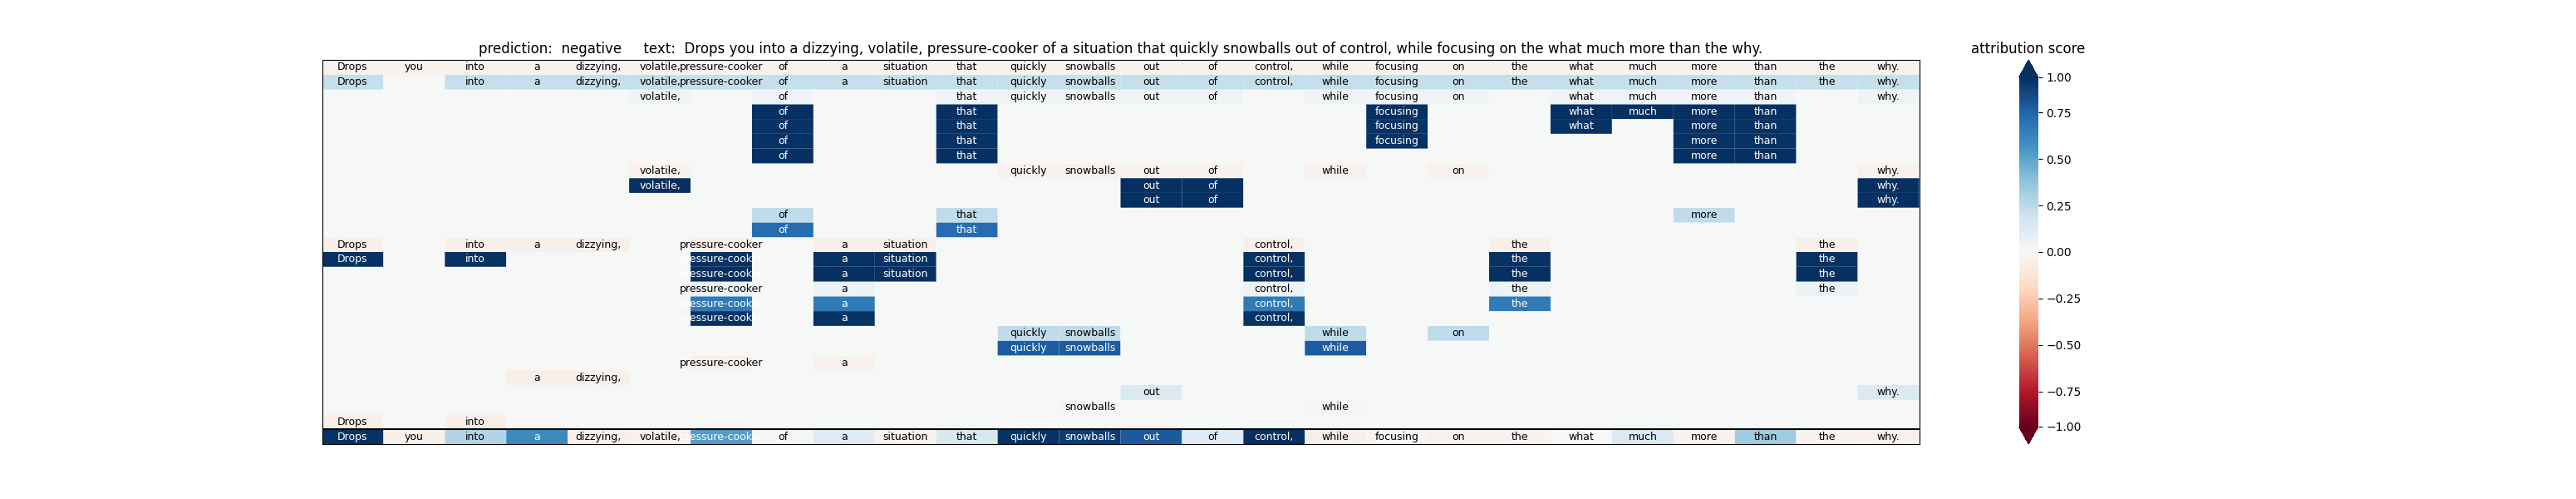 prediction:  negative     text:  Drops you into a dizzying, volatile, pressure-cooker of a situation that quickly snowballs out of control, while focusing on the what much more than the why.
attribution score
Drops you into a dizzying, volatile, pressure-cooker of a situation that quickly snowballs out of control, while focusing on the what much more than the why.
Drops into a dizzying, volatile, pressure-cooker of a situation that quickly snowballs out of control, while focusing on the what much more than the why.
volatile, of that quickly snowballs out of while focusing on what much more than why.
of that focusing what much more than
of that focusing what more than
of that focusing more than
of that more than
volatile, quickly snowballs out of while on why.
volatile, out of why.
out of why.
of that more
of that
Drops into a dizzying, pressure-cooker a situation control, the the
Drops into pressure-cooker a situation control, the the
pressure-cooker a situation control, the the
pressure-cooker a control, the the
pressure-cooker a control, the
pressure-cooker a control,
quickly snowballs while on
quickly snowballs while
pressure-cooker a
a dizzying,
out why.
snowballs while
Drops into
Drops you into a dizzying, volatile, pressure-cooker of a situation that quickly snowballs out of control, while focusing on the what much more than the why.
1.00
0.75
0.50
0.25
0.00
−0.25
−0.50
−0.75
−1.00